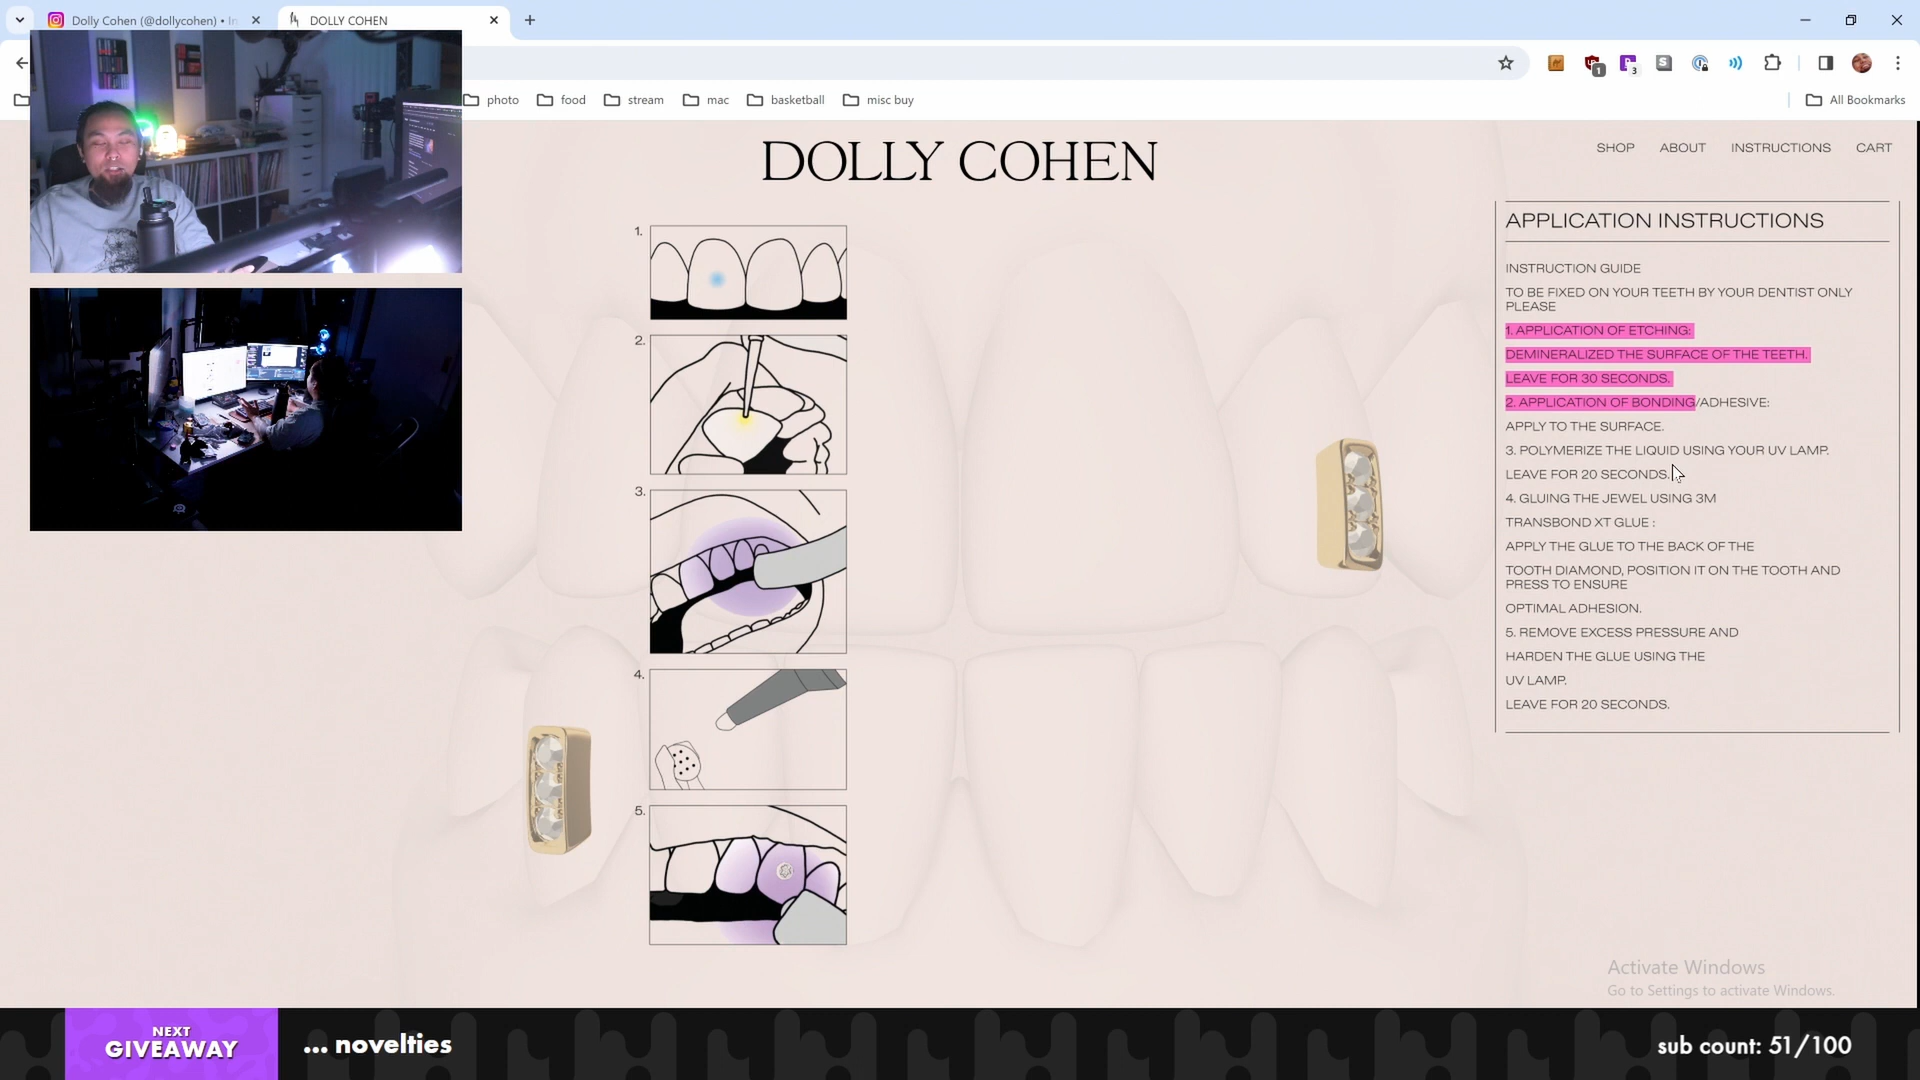 Dolly Cohen (@dollycohen) • In
DOLLY COHEN
1
3
photo
food
stream
mac
basketball
misc buy
All Bookmarks
DOLLY COHEN
SHOP
ABOUT
INSTRUCTIONS
CART
1.
2.
3.
4.
5.
APPLICATION INSTRUCTIONS
INSTRUCTION GUIDE
TO BE FIXED ON YOUR TEETH BY YOUR DENTIST ONLY
PLEASE
1. APPLICATION OF ETCHING:
DEMINERALIZED THE SURFACE OF THE TEETH.
LEAVE FOR 30 SECONDS.
2. APPLICATION OF BONDING/ADHESIVE:
APPLY TO THE SURFACE.
3. POLYMERIZE THE LIQUID USING YOUR UV LAMP.
LEAVE FOR 20 SECONDS.
4. GLUING THE JEWEL USING 3M
TRANSBOND XT GLUE :
APPLY THE GLUE TO THE BACK OF THE
TOOTH DIAMOND, POSITION IT ON THE TOOTH AND
PRESS TO ENSURE
OPTIMAL ADHESION.
5. REMOVE EXCESS PRESSURE AND
HARDEN THE GLUE USING THE
UV LAMP.
LEAVE FOR 20 SECONDS.
Activate Windows
Go to Settings to activate Windows.
NEXT
GIVEAWAY
... novelties
sub count: 51/100